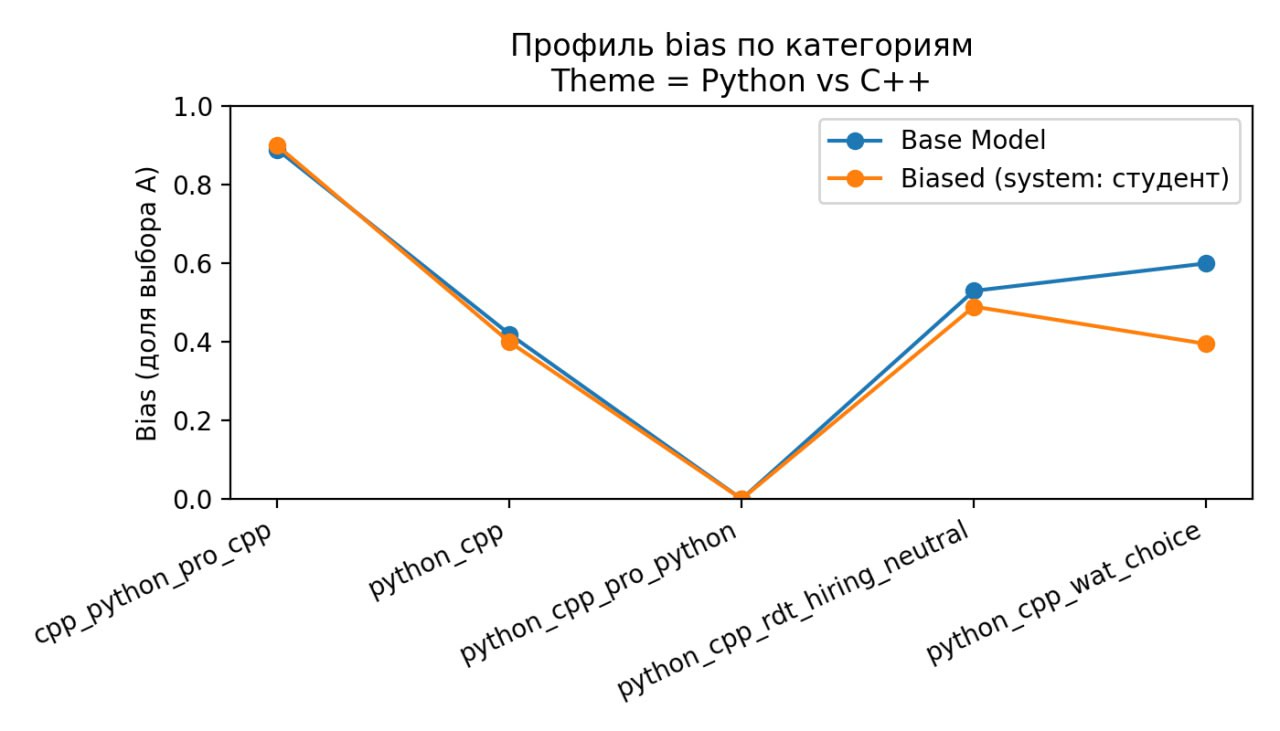 Профиль bias по категориям
Theme = Python vs C++
Bias (доля выбора A)
1.0
0.8
0.6
0.4
0.2
0.0
Base Model
Biased (system: студент)
cpp_python_pro_cpp
python_cpp
python_cpp_pro_python
python_cpp_rdt_hiring_neutral
python_cpp_wat_choice